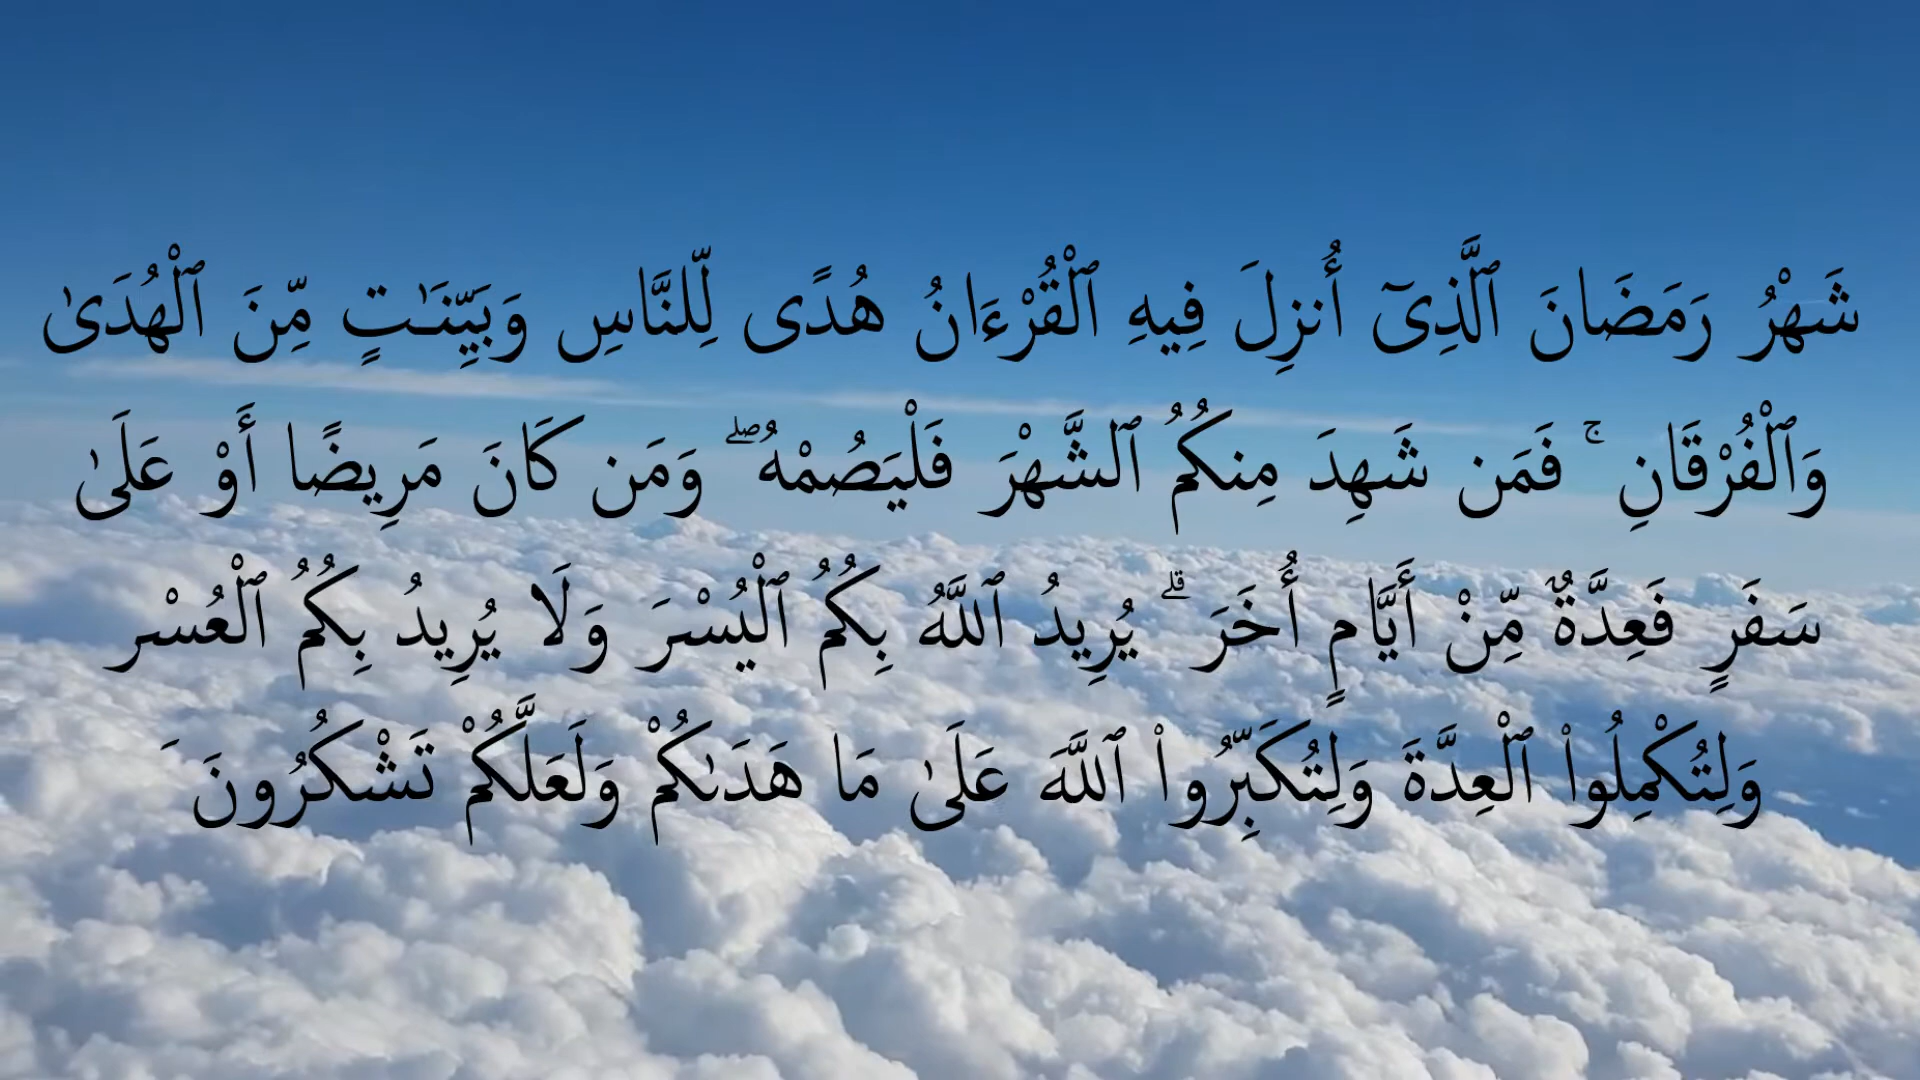 شَهْرُ رَمَضَانَ ٱلَّذِىٓ أُنزِلَ فِيهِ ٱلْقُرْءَانُ هُدًى لِّلنَّاسِ وَبَيِّنَـٰتٍ مِّنَ ٱلْهُدَىٰ
وَٱلْفُرْقَانِ ۚ فَمَن شَهِدَ مِنكُمُ ٱلشَّهْرَ فَلْيَصُمْهُ ۖ وَمَن كَانَ مَرِيضًا أَوْ عَلَىٰ
سَفَرٍ فَعِدَّةٌ مِّنْ أَيَّامٍ أُخَرَ ۗ يُرِيدُ ٱللَّهُ بِكُمُ ٱلْيُسْرَ وَلَا يُرِيدُ بِكُمُ ٱلْعُسْر
وَلِتُكْمِلُوا۟ ٱلْعِدَّةَ وَلِتُكَبِّرُوا۟ ٱللَّهَ عَلَىٰ مَا هَدَىٰكُمْ وَلَعَلَّكُمْ تَشْكُرُونَ َ